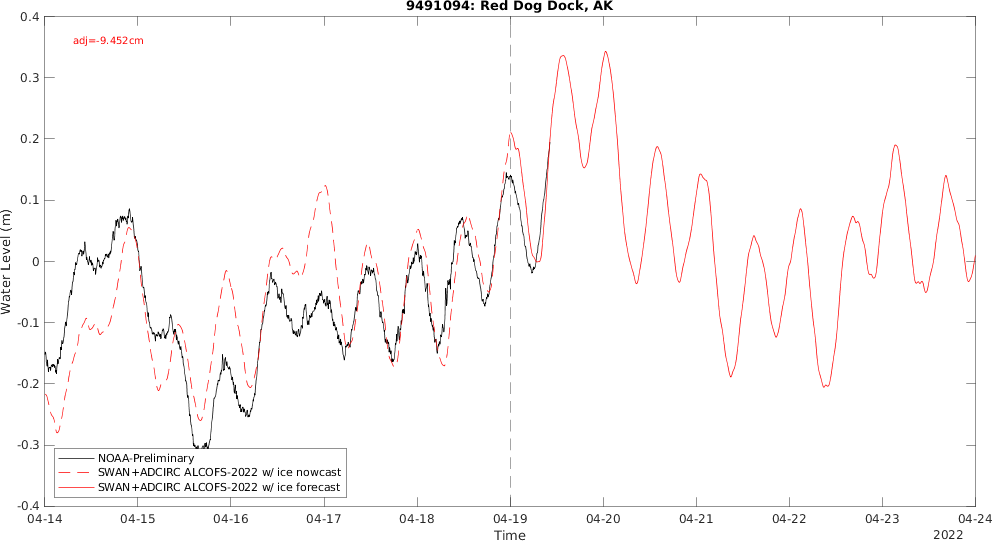 9491094: Red Dog Dock, AK
adj=-9.452cm
0.4
0.3
0.2
0.1
0
-0.1
-0.2
-0.3
-0.4
Water Level (m)
NOAA-Preliminary
SWAN+ADCIRC ALCOFS-2022 w/ ice nowcast
SWAN+ADCIRC ALCOFS-2022 w/ ice forecast
04-14 04-15 04-16 04-17 04-18 04-19 04-20 04-21 04-22 04-23 04-24
Time
2022